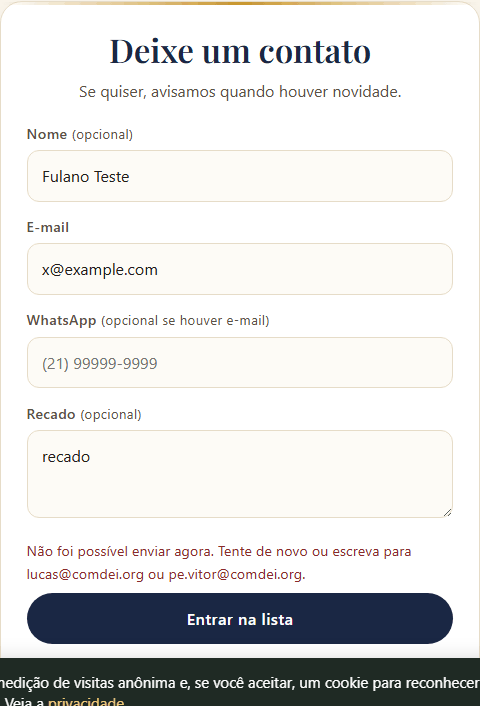 Deixe um contato
Se quiser, avisamos quando houver novidade.
Nome (opcional)
Fulano Teste
E-mail
x@example.com
WhatsApp (opcional se houver e-mail)
(21) 99999-9999
Recado (opcional)
recado
Não foi possível enviar agora. Tente de novo ou escreva para
lucas@comdei.org ou pe.vitor@comdei.org.
Entrar na lista
medição de visitas anônima e, se você aceitar, um cookie para reconhecer
Veja a privacidade